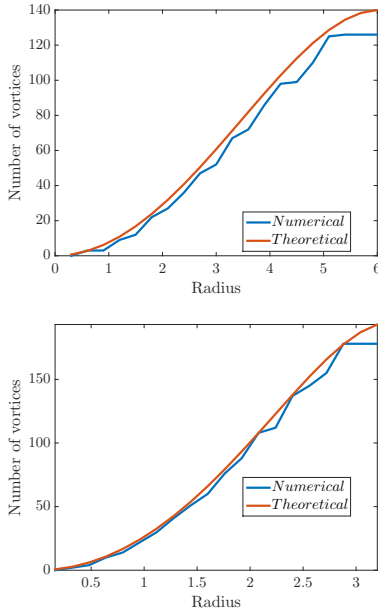 140
120
100
80
60
40
20
0
Number of vortices
Numerical
Theoretical
0 1 2 3 4 5 6
Radius
150
100
50
0
Number of vortices
Numerical
Theoretical
0.5 1 1.5 2 2.5 3
Radius